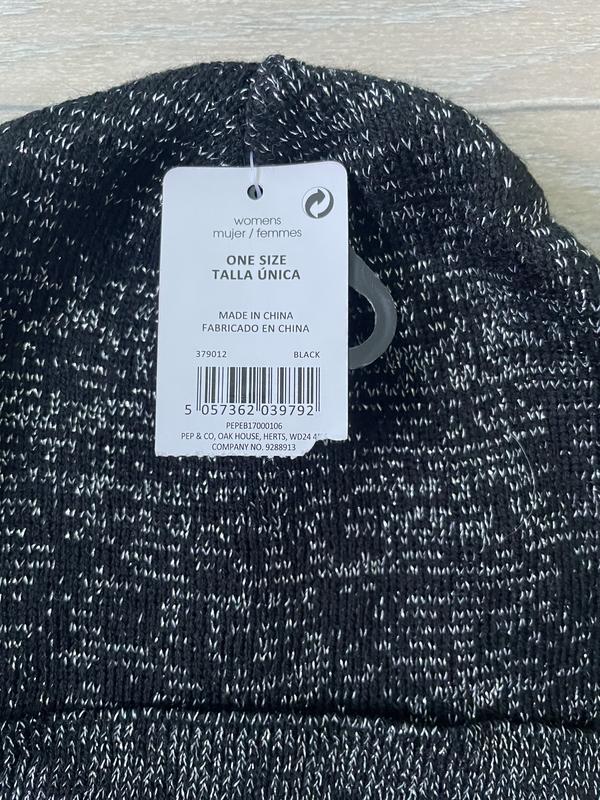 womens
mujer / femmes
ONE SIZE
TALLA ÚNICA
MADE IN CHINA
FABRICADO EN CHINA
379012 BLACK
5 057362 039792
PEPEB17000106
PEP & CO, OAK HOUSE, HERTS, WD24
COMPANY NO. 9288913